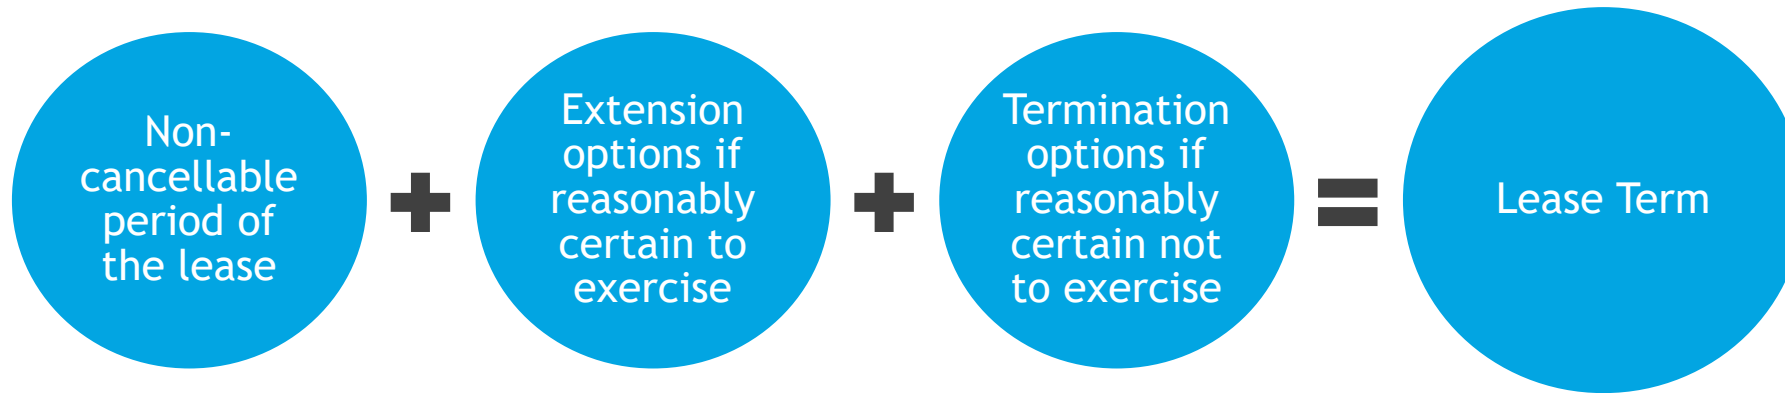 Non-
cancellable
period of
the lease
Extension
options if
reasonably
certain to
exercise
Termination
options if
reasonably
certain not
to exercise
Lease Term